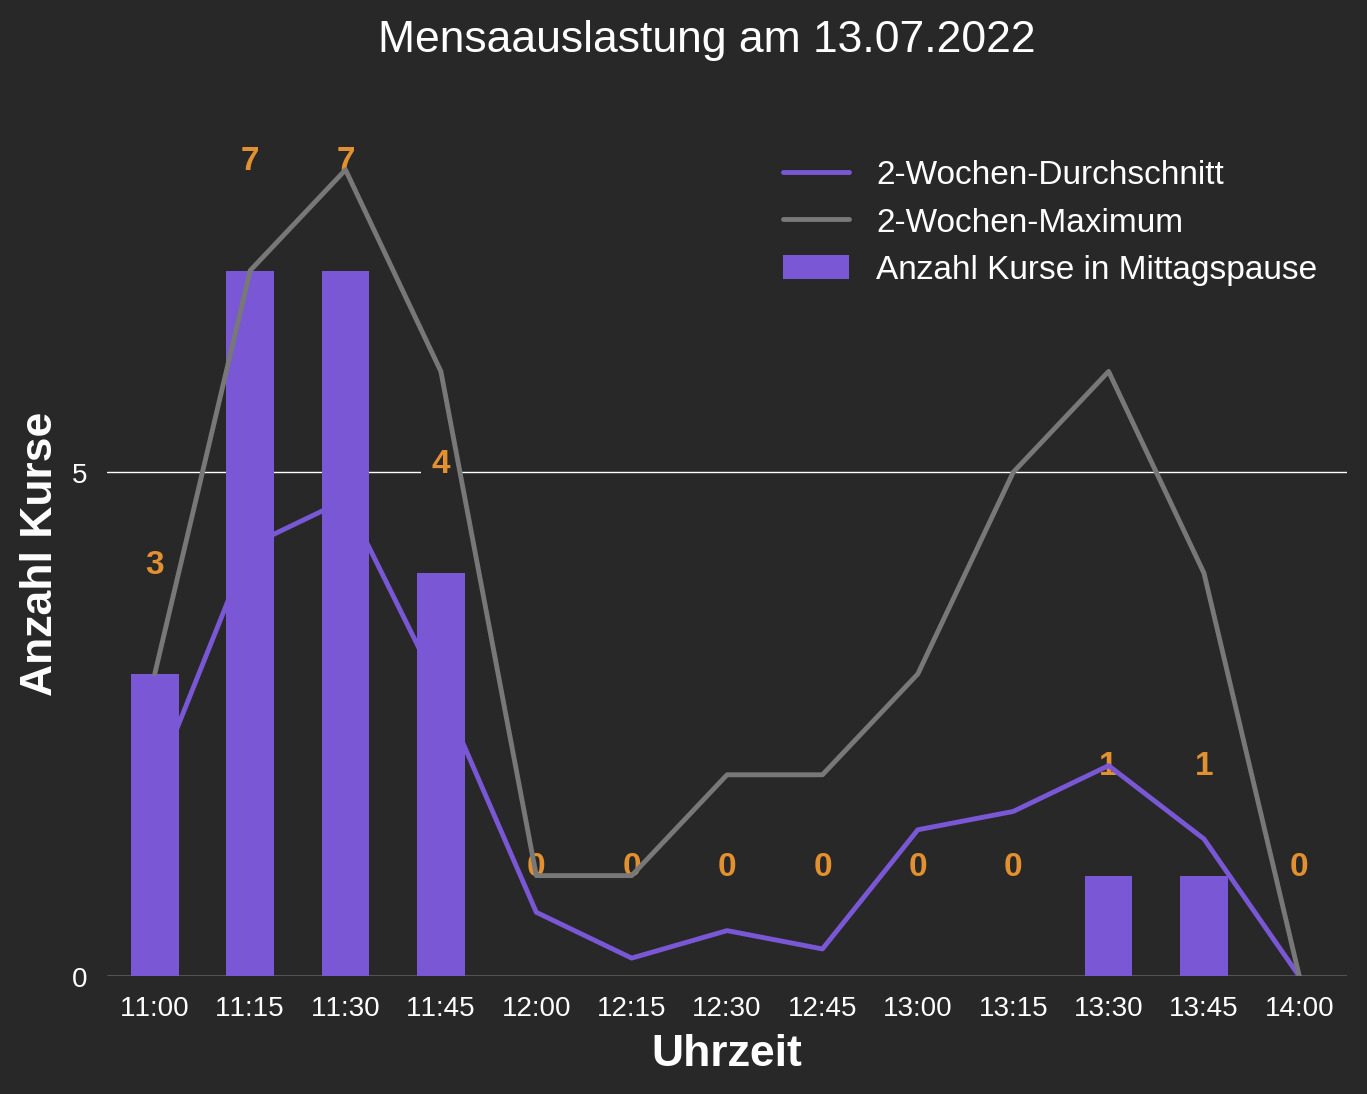 Mensaauslastung am 13.07.2022
2-Wochen-Durchschnitt
2-Wochen-Maximum
Anzahl Kurse in Mittagspause
7 7
4
3
1 1
0 0 0 0 0 0 0
Anzahl Kurse
5
0
11:00 11:15 11:30 11:45 12:00 12:15 12:30 12:45 13:00 13:15 13:30 13:45 14:00
Uhrzeit